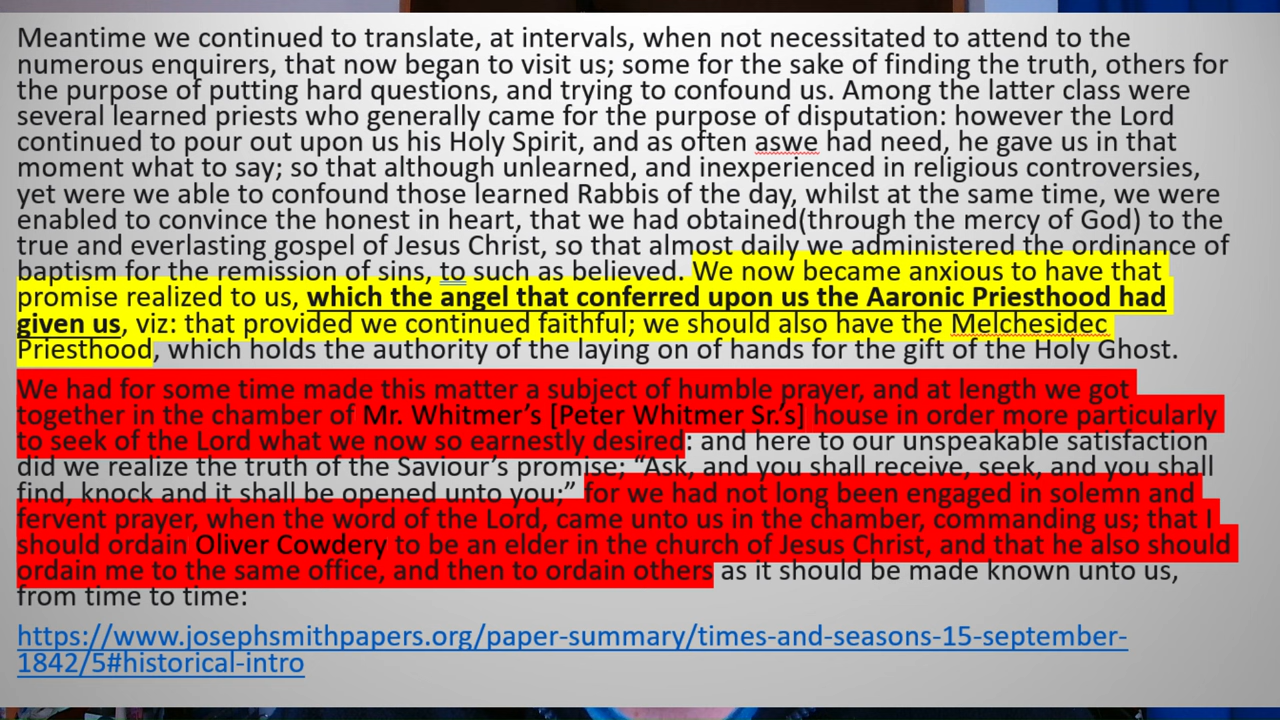 Meantime we continued to translate, at intervals, when not necessitated to attend to the
numerous enquirers, that now began to visit us; some for the sake of finding the truth, others for
the purpose of putting hard questions, and trying to confound us. Among the latter class were
several learned priests who generally came for the purpose of disputation: however the Lord
continued to pour out upon us his Holy Spirit, and as often aswe had need, he gave us in that
moment what to say; so that although unlearned, and inexperienced in religious controversies,
yet were we able to confound those learned Rabbis of the day, whilst at the same time, we were
enabled to convince the honest in heart, that we had obtained(through the mercy of God) to the
true and everlasting gospel of Jesus Christ, so that almost daily we administered the ordinance of
baptism for the remission of sins, to such as believed. We now became anxious to have that
promise realized to us, which the angel that conferred upon us the Aaronic Priesthood had
given us, viz: that provided we continued faithful; we should also have the Melchesidec
Priesthood, which holds the authority of the laying on of hands for the gift of the Holy Ghost.
We had for some time made this matter a subject of humble prayer, and at length we got
together in the chamber of Mr. Whitmer’s [Peter Whitmer Sr.’s] house in order more particularly
to seek of the Lord what we now so earnestly desired: and here to our unspeakable satisfaction
did we realize the truth of the Saviour’s promise; “Ask, and you shall receive, seek, and you shall
find, knock and it shall be opened unto you;” for we had not long been engaged in solemn and
fervent prayer, when the word of the Lord, came unto us in the chamber, commanding us; that I
should ordain Oliver Cowdery to be an elder in the church of Jesus Christ, and that he also should
ordain me to the same office, and then to ordain others as it should be made known unto us,
from time to time:
https://www.josephsmithpapers.org/paper-summary/times-and-seasons-15-september-
1842/5#historical-intro